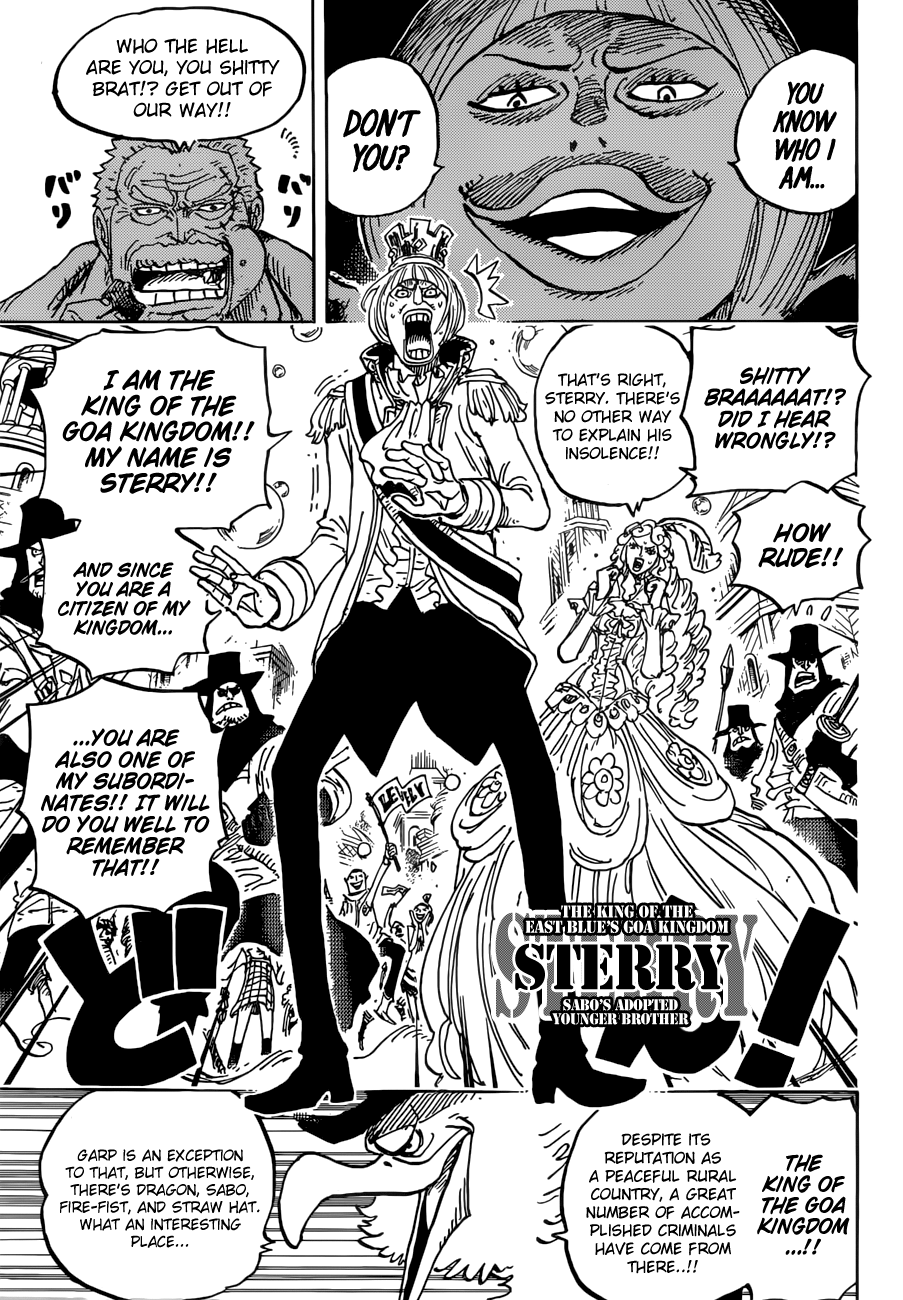 YOU
KNOW
WHO I
AM...
DON'T
YOU?
WHO THE HELL
ARE YOU, YOU SHITTY
BRAT!? GET OUT OF
OUR WAY!!
バリ
バリ
SHITTY
BRAAAAAAT!?
DID I HEAR
WRONGLY!?
THAT'S RIGHT,
STERRY. THERE'S
NO OTHER WAY
TO EXPLAIN HIS
INSOLENCE!!
HOW
RUDE!!
I AM THE
KING OF THE
GOA KINGDOM!!
MY NAME IS
STERRY!!
AND SINCE
YOU ARE A
CITIZEN OF MY
KINGDOM...
...YOU ARE
ALSO ONE OF
MY SUBORDI-
NATES!! IT WILL
DO YOU WELL TO
REMEMBER
THAT!!
THE KING OF THE
EAST BLUE'S GOA KINGDOM
STERRY
STERRY
SABO'S ADOPTED
YOUNGER BROTHER
THE
KING OF
THE GOA
KINGDOM
...!!
DESPITE ITS
REPUTATION AS
A PEACEFUL RURAL
COUNTRY, A GREAT
NUMBER OF ACCOM-
PLISHED CRIMINALS
HAVE COME FROM
THERE..!!
GARP IS AN EXCEPTION
TO THAT, BUT OTHERWISE,
THERE'S DRAGON, SABO,
FIRE-FIST, AND STRAW HAT.
WHAT AN INTERESTING
PLACE...